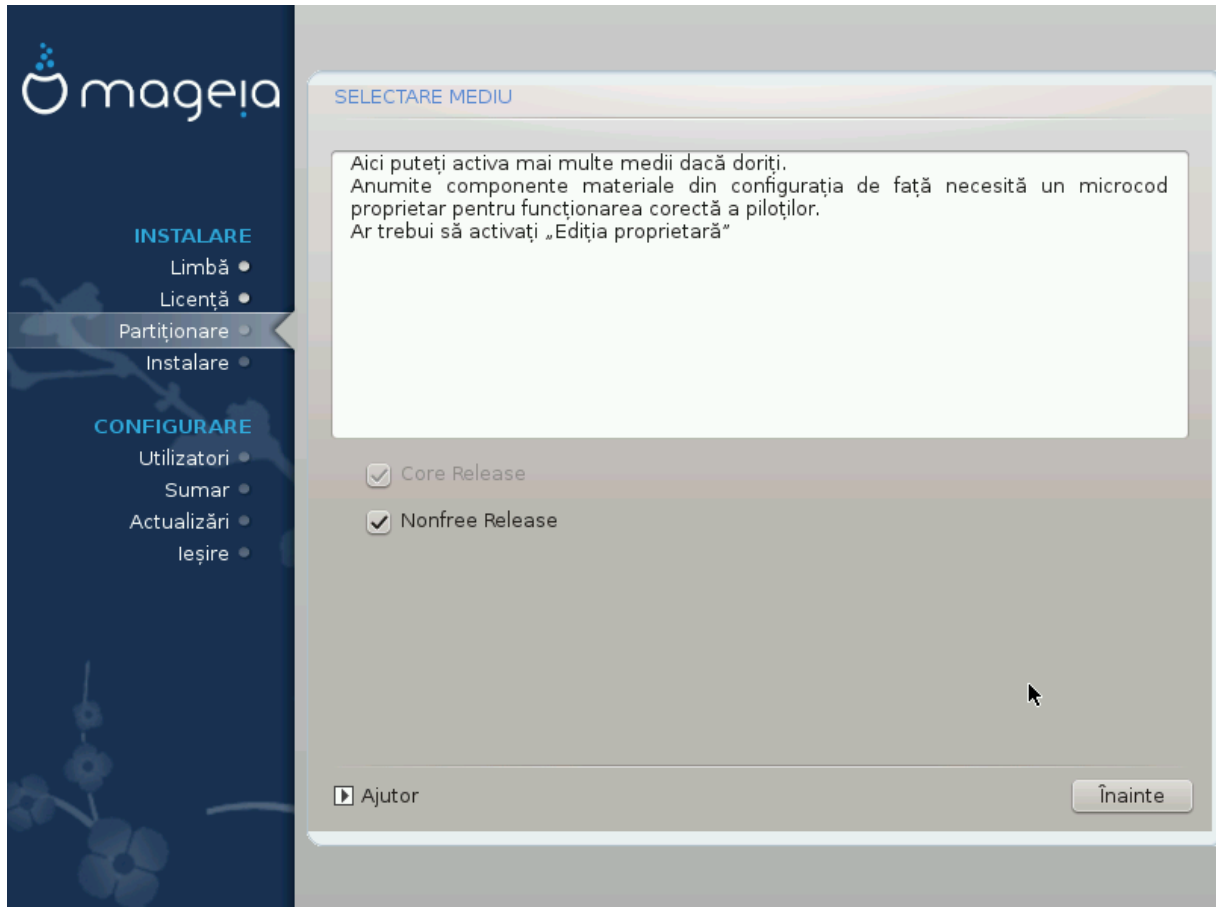 mageia
INSTALARE
Limbă
Licență
Partiționare
Instalare
CONFIGURARE
Utilizatori
Sumar
Actualizări
Ieșire
SELECTARE MEDIU
Aici puteți activa mai multe medii dacă doriți.
Anumite componente materiale din configurația de față necesită un microcod
proprietar pentru funcționarea corectă a piloților.
Ar trebui să activați „Ediția proprietară”
Core Release
Nonfree Release
Ajutor
Înainte